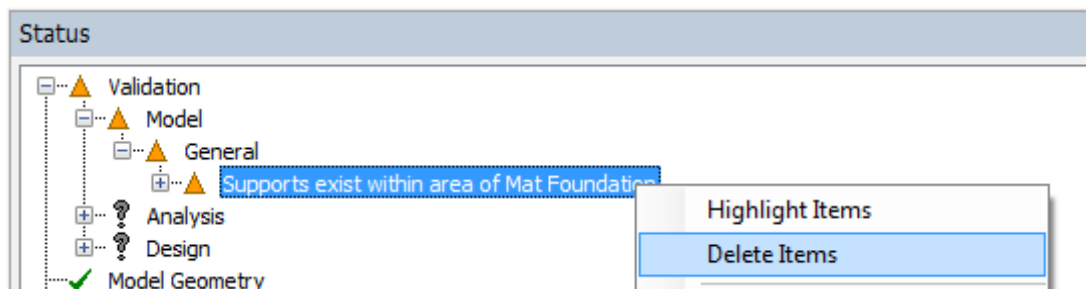 Status
Validation
Model
General
Supports exist within area of Mat Foundation
Highlight Items
Analysis
Delete Items
Design
Model Geometry